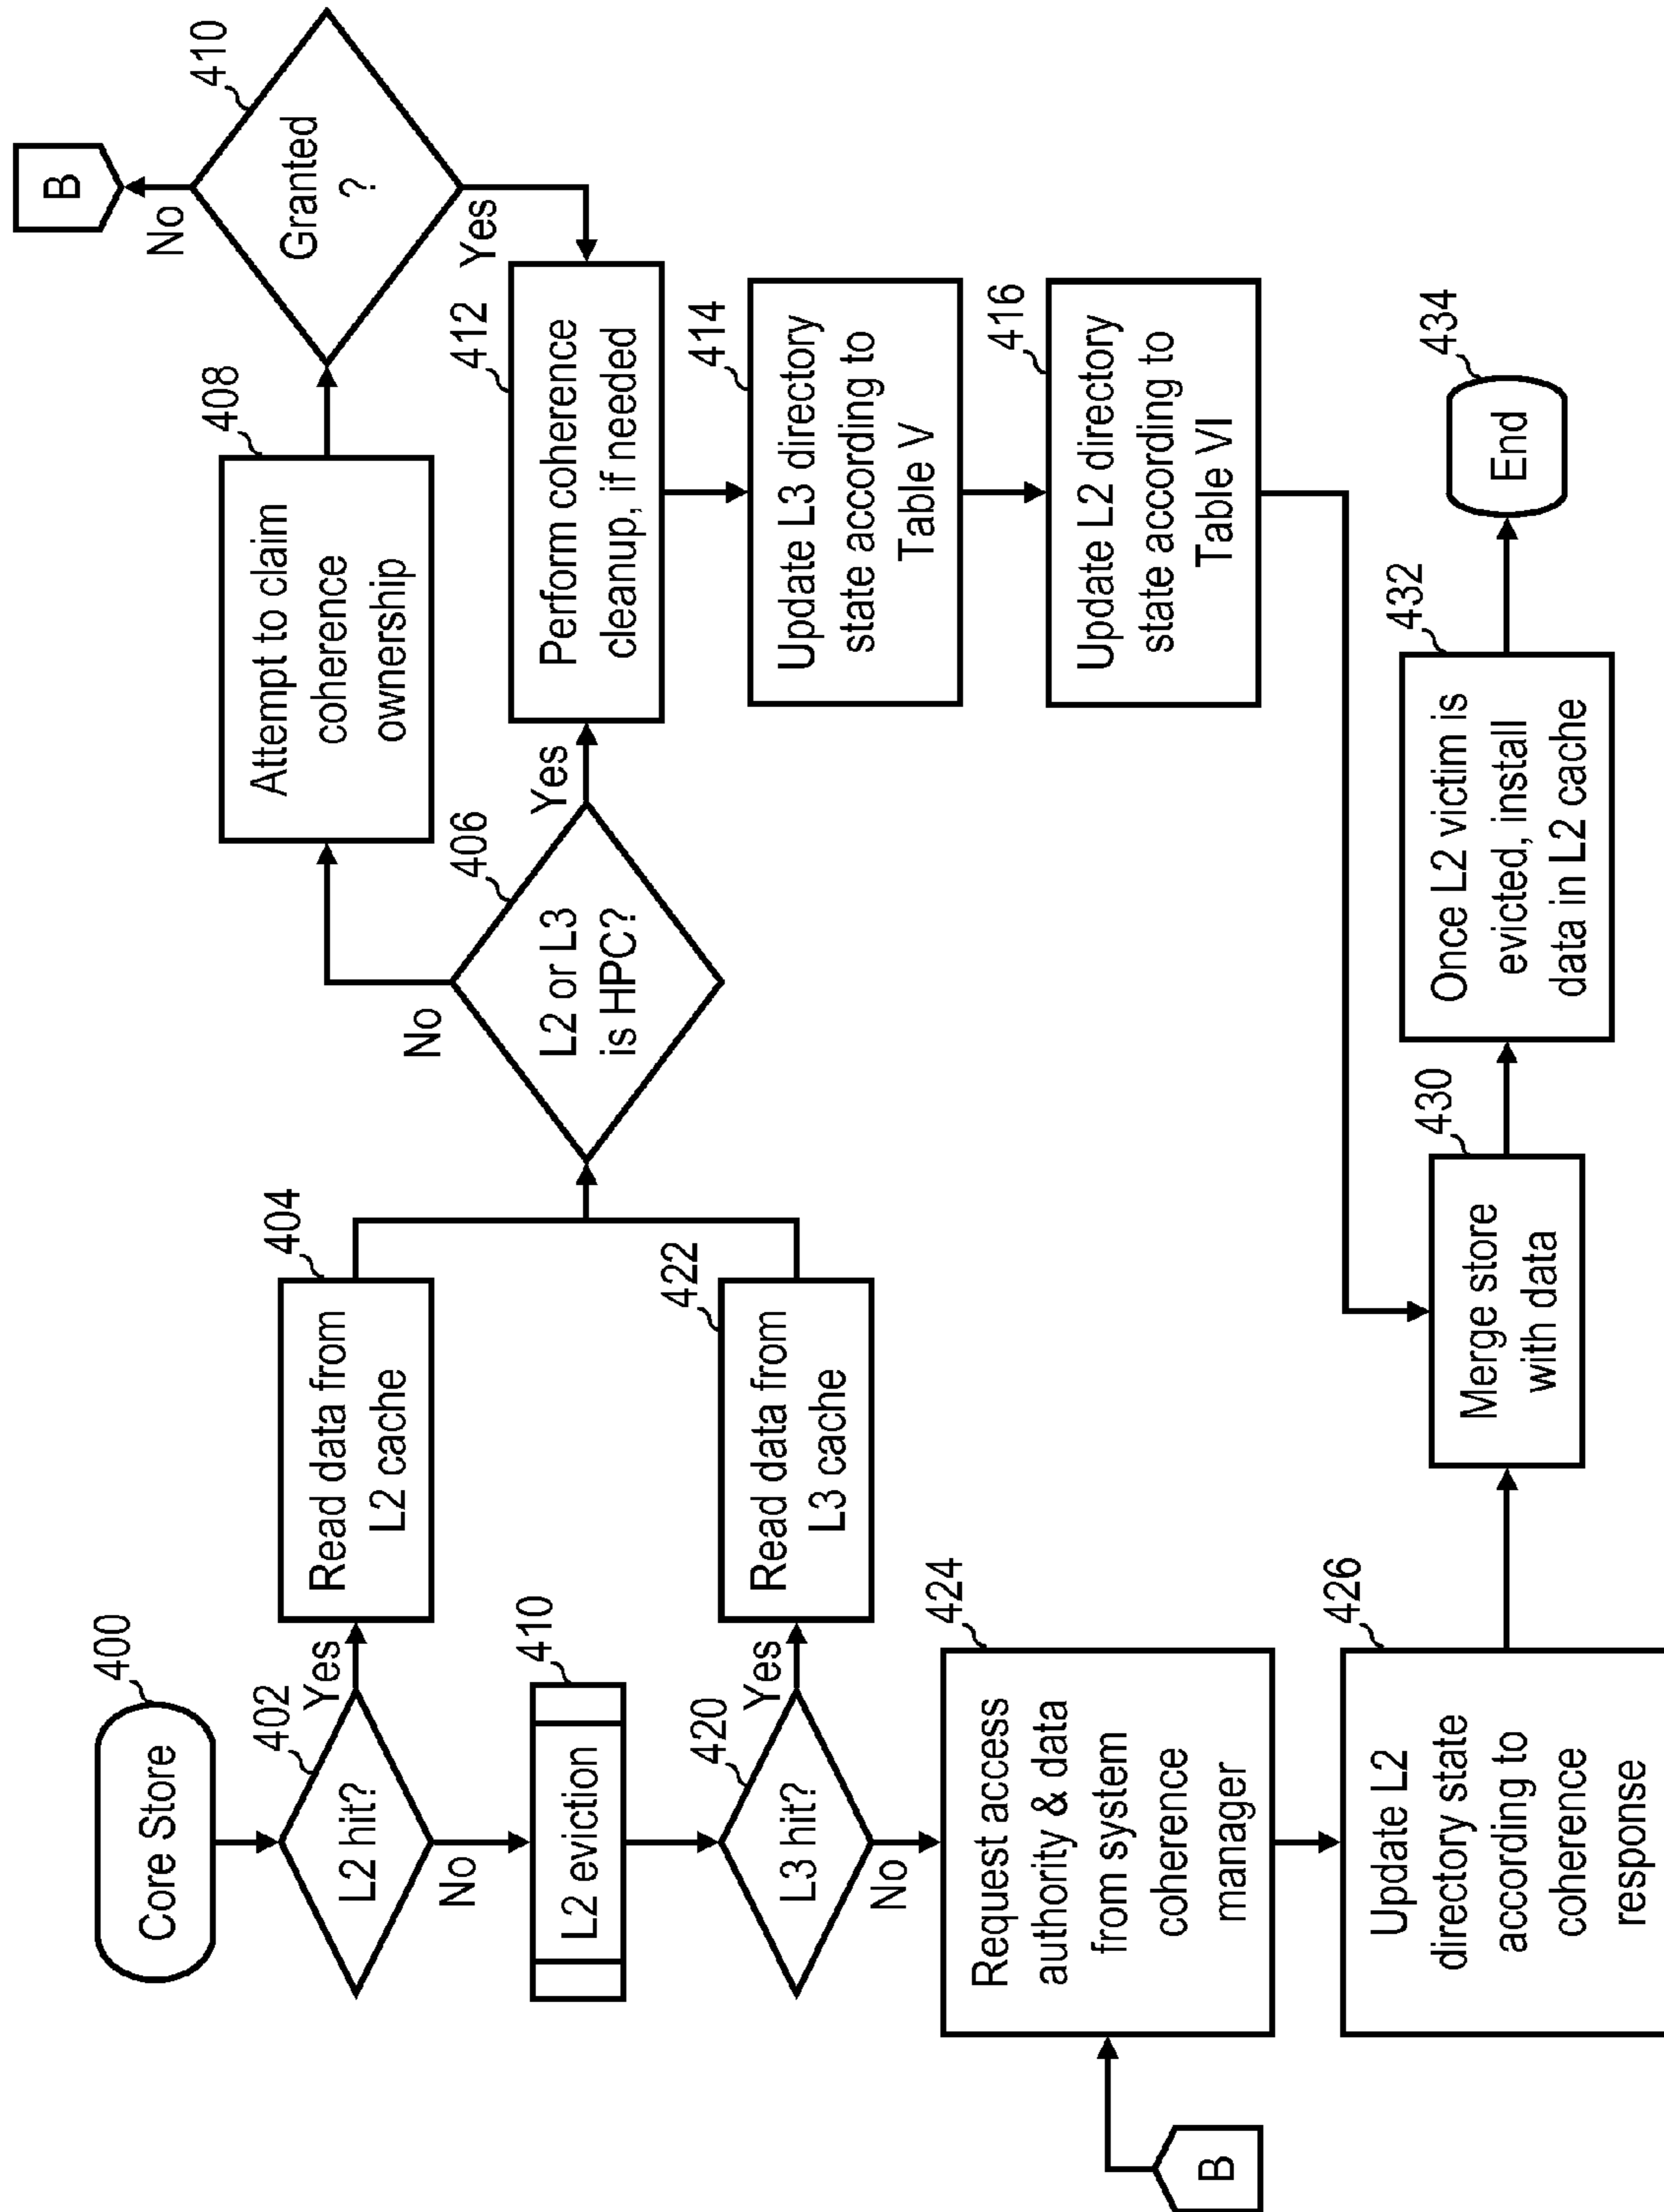 400
Core Store
402
L2 hit?
Yes
No
404
Read data from
L2 cache
410
L2 eviction
420
L3 hit?
Yes
No
422
Read data from
L3 cache
406
L2 or L3
is HPC?
No
Yes
408
Attempt to claim
coherence
ownership
410
Granted
?
No
B
Yes
412
Perform coherence
cleanup, if needed
414
Update L3 directory
state according to
Table V
416
Update L2 directory
state according to
Table VI
B
424
Request access
authority & data
from system
coherence
manager
426
Update L2
directory state
according to
coherence
response
430
Merge store
with data
432
Once L2 victim is
evicted, install
data in L2 cache
434
End